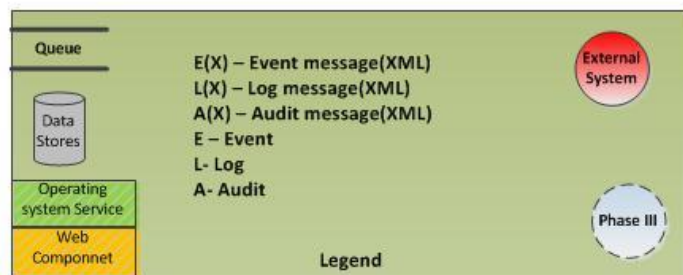 Queue
E(X) – Event message(XML)
L(X) – Log message(XML)
A(X) – Audit message(XML)
E – Event
L- Log
A- Audit
External
System
Data
Stores
Operating
system Service
Web
Componnet
Phase III
Legend